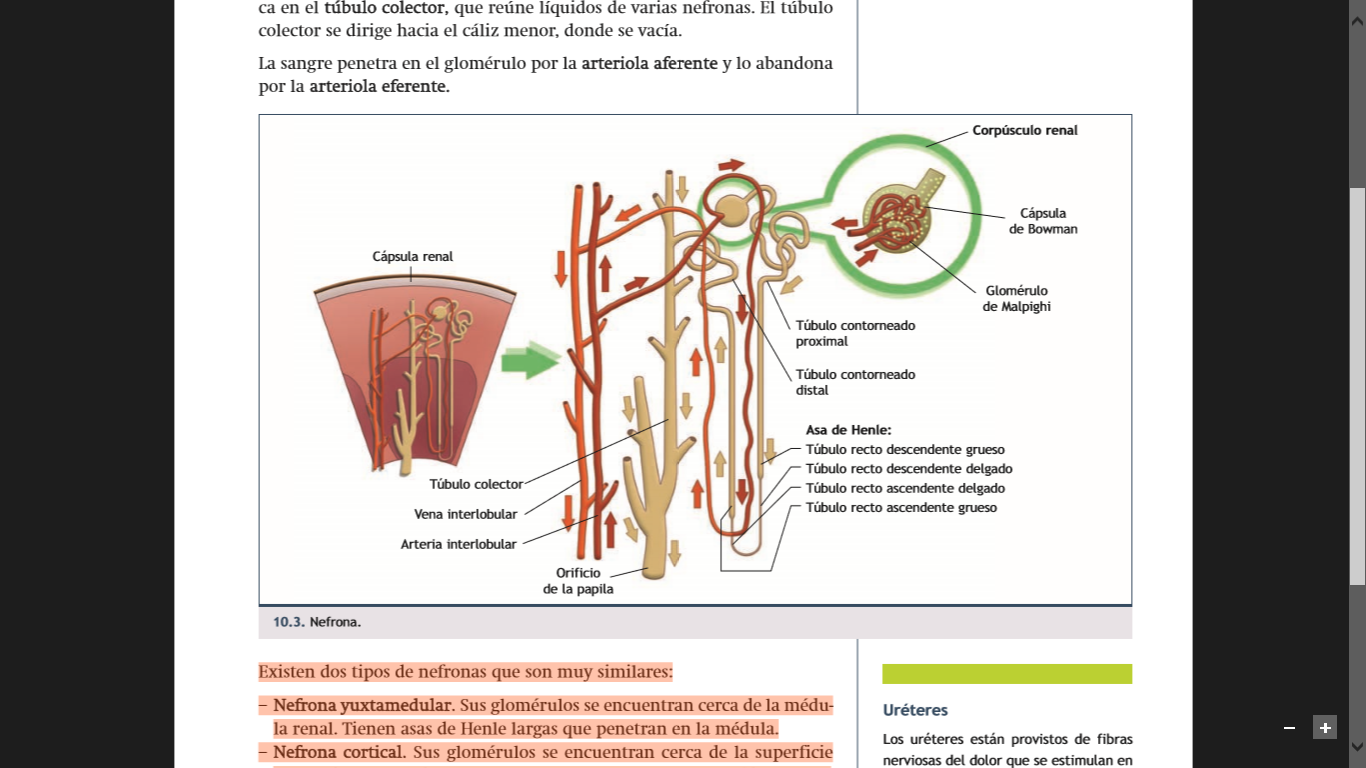 ca en el túbulo colector, que reúne líquidos de varias nefronas. El túbulo
colector se dirige hacia el cáliz menor, donde se vacía.
La sangre penetra en el glomérulo por la arteriola aferente y lo abandona
por la arteriola eferente.
Corpúsculo renal
Cápsula
de Bowman
Glomérulo
de Malpighi
Cápsula renal
Túbulo contorneado
proximal
Túbulo contorneado
distal
Asa de Henle:
Túbulo recto descendente grueso
Túbulo recto descendente delgado
Túbulo recto ascendente delgado
Túbulo recto ascendente grueso
Túbulo colector
Vena interlobular
Arteria interlobular
Orificio
de la papila
10.3. Nefrona.
Existen dos tipos de nefronas que son muy similares:
– Nefrona yuxtamedular. Sus glomérulos se encuentran cerca de la médu-
la renal. Tienen asas de Henle largas que penetran en la médula.
– Nefrona cortical. Sus glomérulos se encuentran cerca de la superficie
Uréteres
Los uréteres están provistos de fibras
nerviosas del dolor que se estimulan en